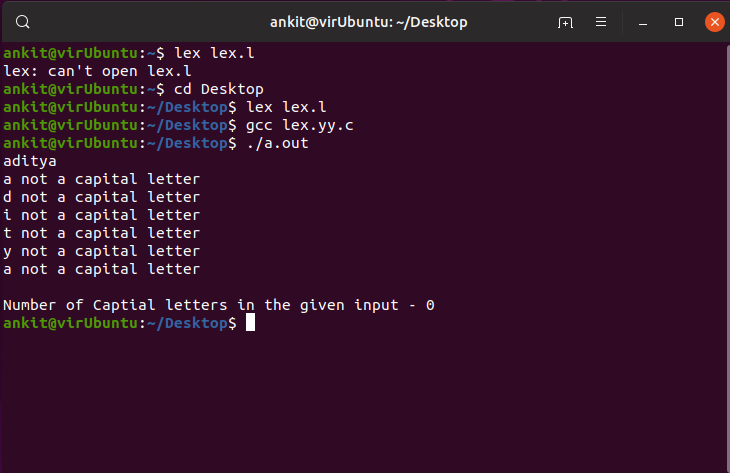 ankit@virUbuntu: ~/Desktop
ankit@virUbuntu:~$ lex lex.l
lex: can't open lex.l
ankit@virUbuntu:~$ cd Desktop
ankit@virUbuntu:~/Desktop$ lex lex.l
ankit@virUbuntu:~/Desktop$ gcc lex.yy.c
ankit@virUbuntu:~/Desktop$ ./a.out
aditya
a not a capital letter
d not a capital letter
i not a capital letter
t not a capital letter
y not a capital letter
a not a capital letter
Number of Captial letters in the given input - 0
ankit@virUbuntu:~/Desktop$